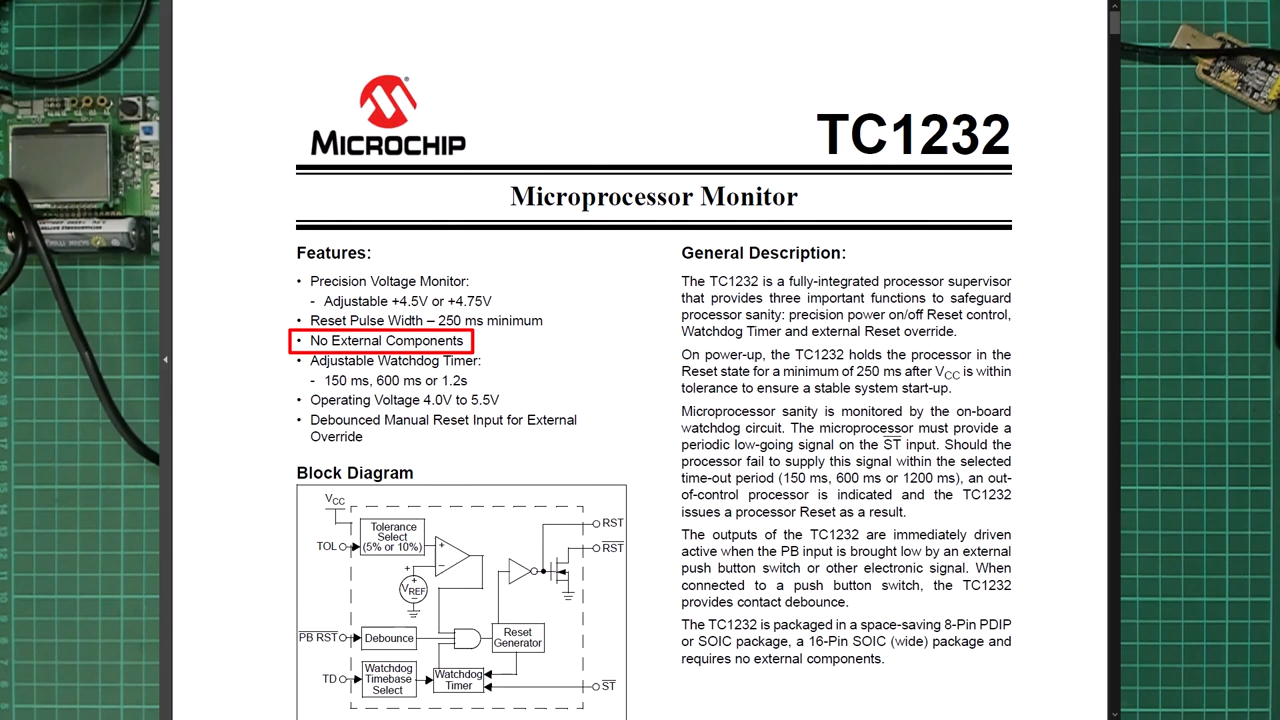 MICROCHIP
TC1232
Microprocessor Monitor
Features:
• Precision Voltage Monitor:
- Adjustable +4.5V or +4.75V
• Reset Pulse Width – 250 ms minimum
• No External Components
• Adjustable Watchdog Timer:
- 150 ms, 600 ms or 1.2s
• Operating Voltage 4.0V to 5.5V
• Debounced Manual Reset Input for External
Override
Block Diagram
VCC
Tolerance
Select
(5% or 10%)
TOL
+
–
+
VREF
–
RST
R̅S̅T̅
P̅B̅ R̅S̅T̅
Debounce
Reset
Generator
TD
Watchdog
Timebase
Select
Watchdog
Timer
S̅T̅
General Description:
The TC1232 is a fully-integrated processor supervisor
that provides three important functions to safeguard
processor sanity: precision power on/off Reset control,
Watchdog Timer and external Reset override.
On power-up, the TC1232 holds the processor in the
Reset state for a minimum of 250 ms after VCC is within
tolerance to ensure a stable system start-up.
Microprocessor sanity is monitored by the on-board
watchdog circuit. The microprocessor must provide a
periodic low-going signal on the S̅T̅ input. Should the
processor fail to supply this signal within the selected
time-out period (150 ms, 600 ms or 1200 ms), an out-
of-control processor is indicated and the TC1232
issues a processor Reset as a result.
The outputs of the TC1232 are immediately driven
active when the PB input is brought low by an external
push button switch or other electronic signal. When
connected to a push button switch, the TC1232
provides contact debounce.
The TC1232 is packaged in a space-saving 8-Pin PDIP
or SOIC package, a 16-Pin SOIC (wide) package and
requires no external components.